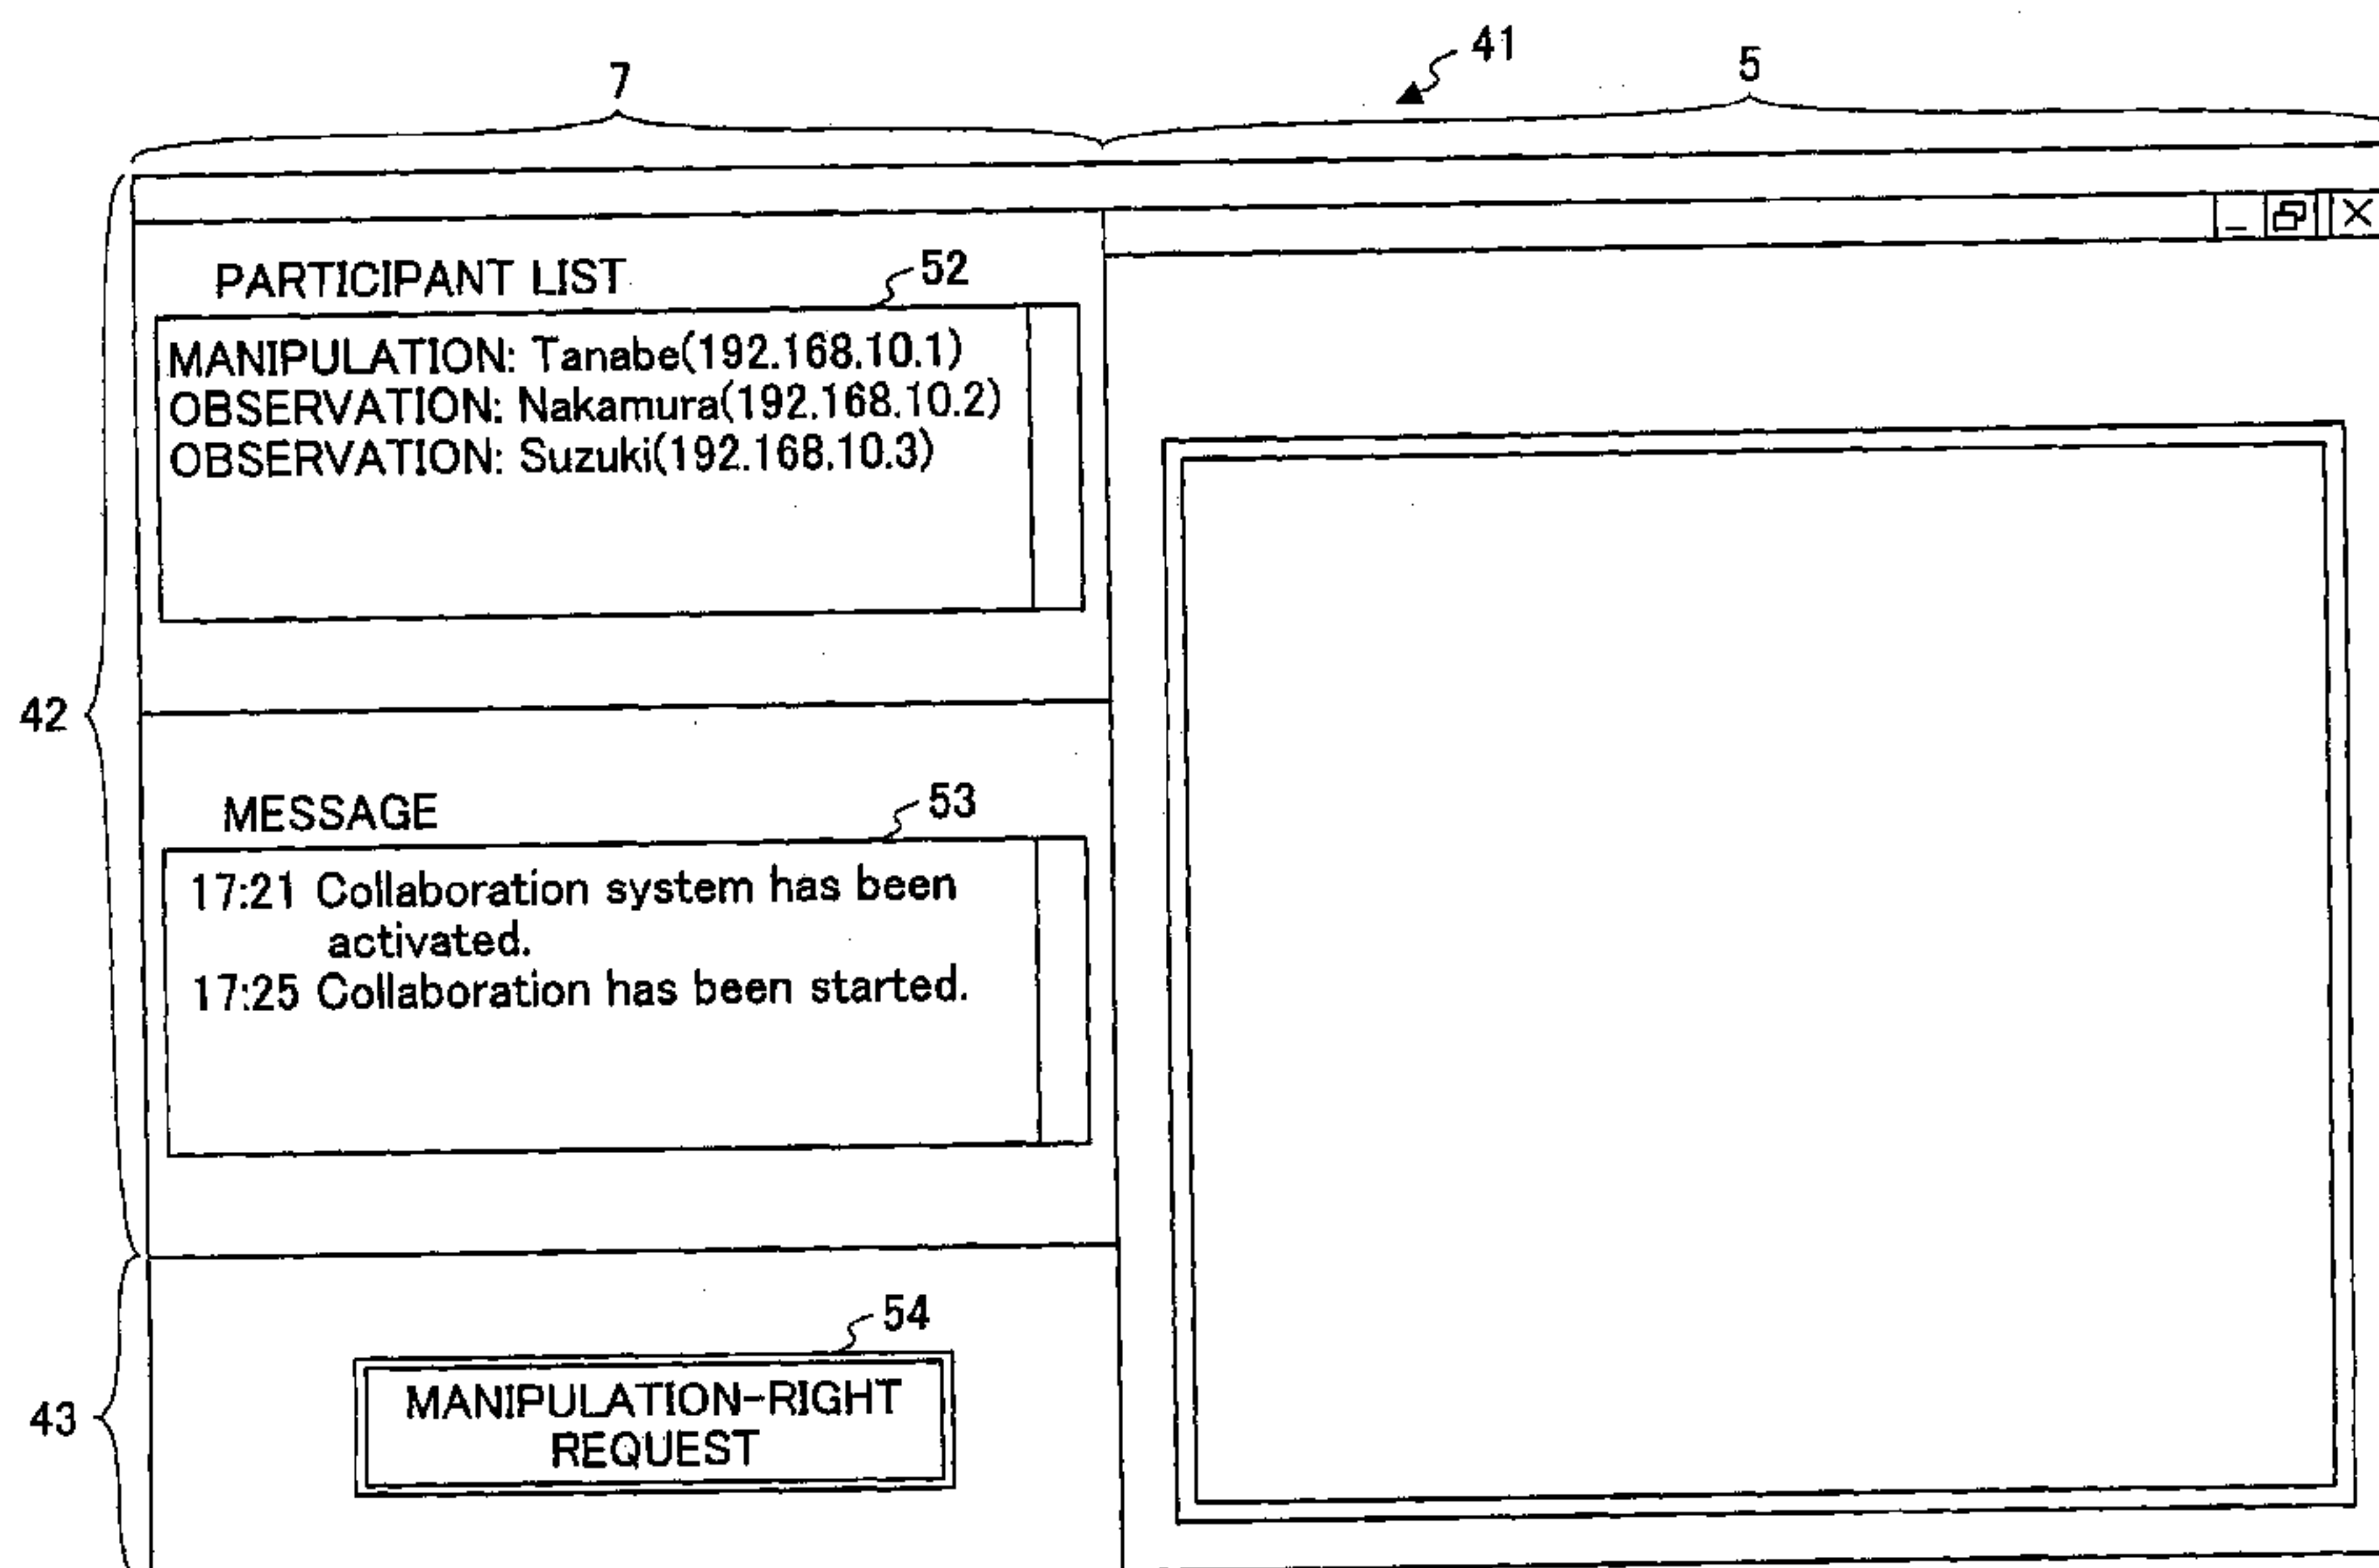 41
7
5
PARTICIPANT LIST
52
MANIPULATION: Tanabe(192.168.10.1)
OBSERVATION: Nakamura(192.168.10.2)
OBSERVATION: Suzuki(192.168.10.3)
42
MESSAGE
53
17:21 Collaboration system has been
activated.
17:25 Collaboration has been started.
54
MANIPULATION-RIGHT
REQUEST
43